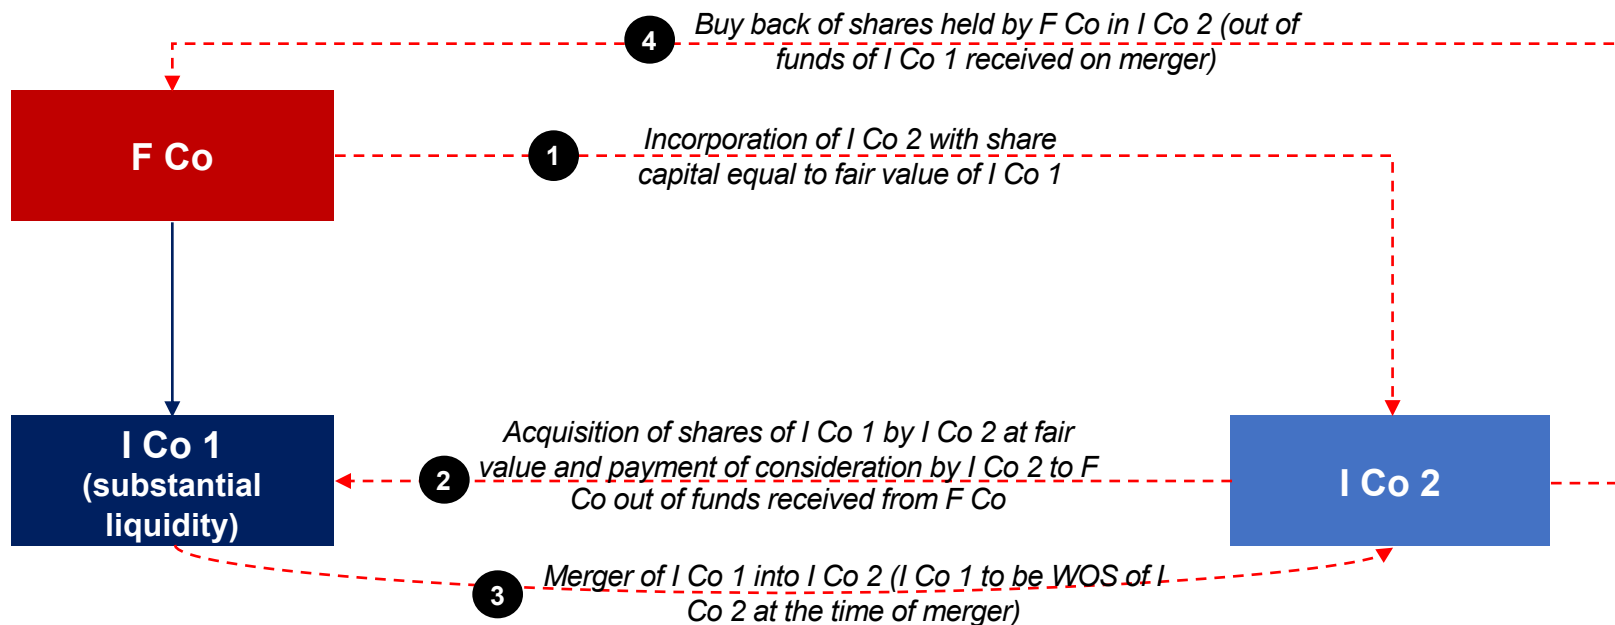 4
Buy back of shares held by F Co in I Co 2 (out of
funds of I Co 1 received on merger)
F Co
1
Incorporation of I Co 2 with share
capital equal to fair value of I Co 1
I Co 1
(substantial
liquidity)
2
Acquisition of shares of I Co 1 by I Co 2 at fair
value and payment of consideration by I Co 2 to F
Co out of funds received from F Co
I Co 2
3
Merger of I Co 1 into I Co 2 (I Co 1 to be WOS of I
Co 2 at the time of merger)